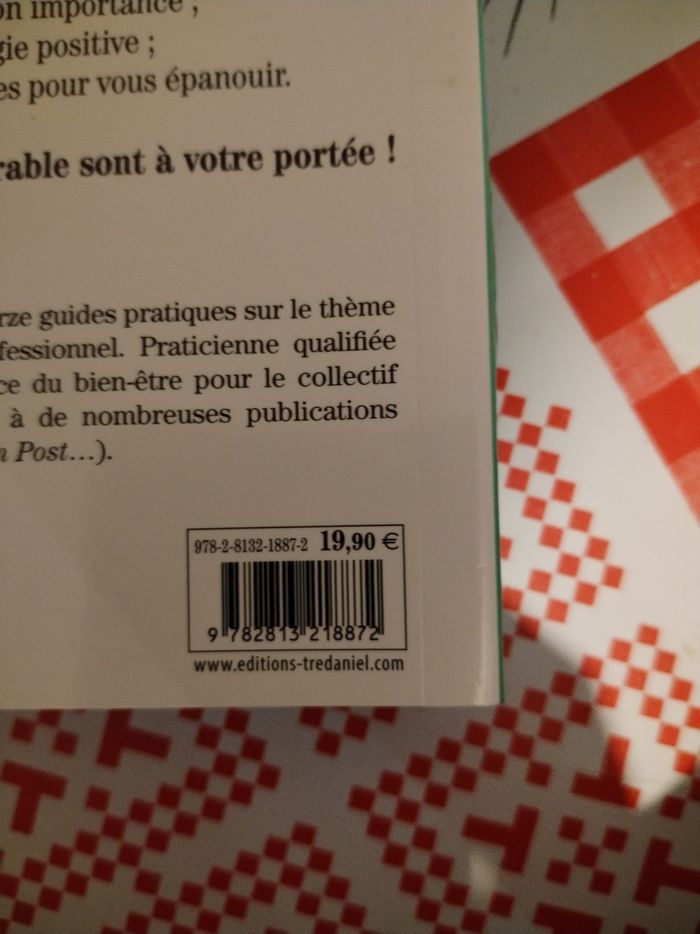 on importance ;
gie positive ;
es pour vous épanouir.
rable sont à votre portée !
rze guides pratiques sur le thème
fessionnel. Praticienne qualifiée
ce du bien-être pour le collectif
à de nombreuses publications
n Post…).
978-2-8132-1887-2 19,90 €
9 782813 218872
www.editions-tredaniel.com